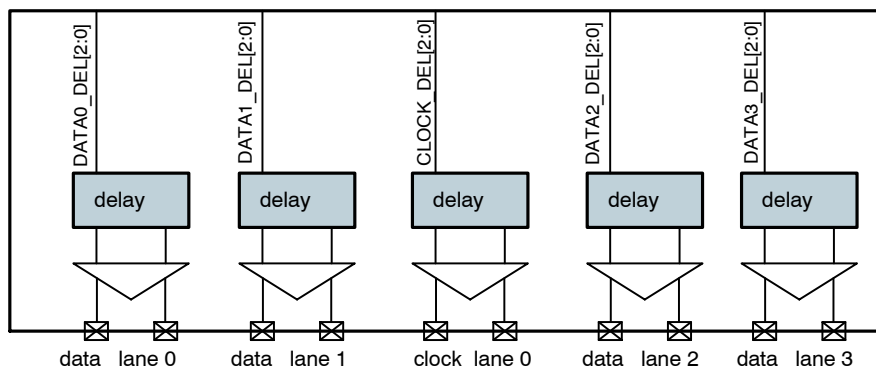 DATA0_DEL[2:0]
DATA1_DEL[2:0]
CLOCK_DEL[2:0]
DATA2_DEL[2:0]
DATA3_DEL[2:0]
delay
delay
delay
delay
delay
data lane 0
data lane 1
clock lane 0
data lane 2
data lane 3